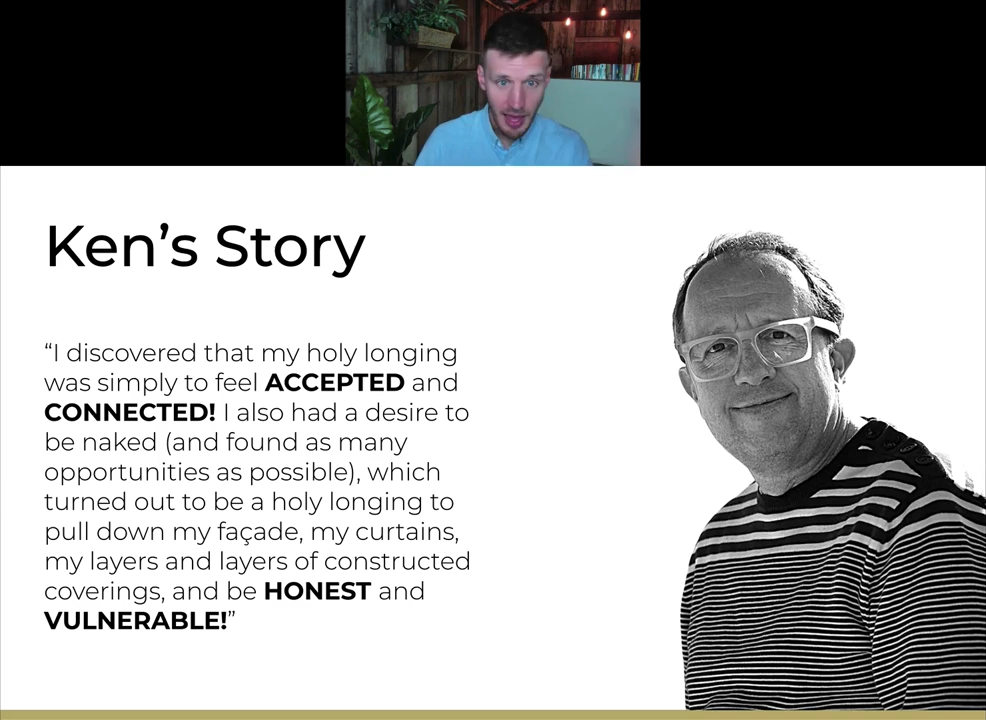 Ken’s Story
“I discovered that my holy longing
was simply to feel ACCEPTED and
CONNECTED! I also had a desire to
be naked (and found as many
opportunities as possible), which
turned out to be a holy longing to
pull down my façade, my curtains,
my layers and layers of constructed
coverings, and be HONEST and
VULNERABLE!”